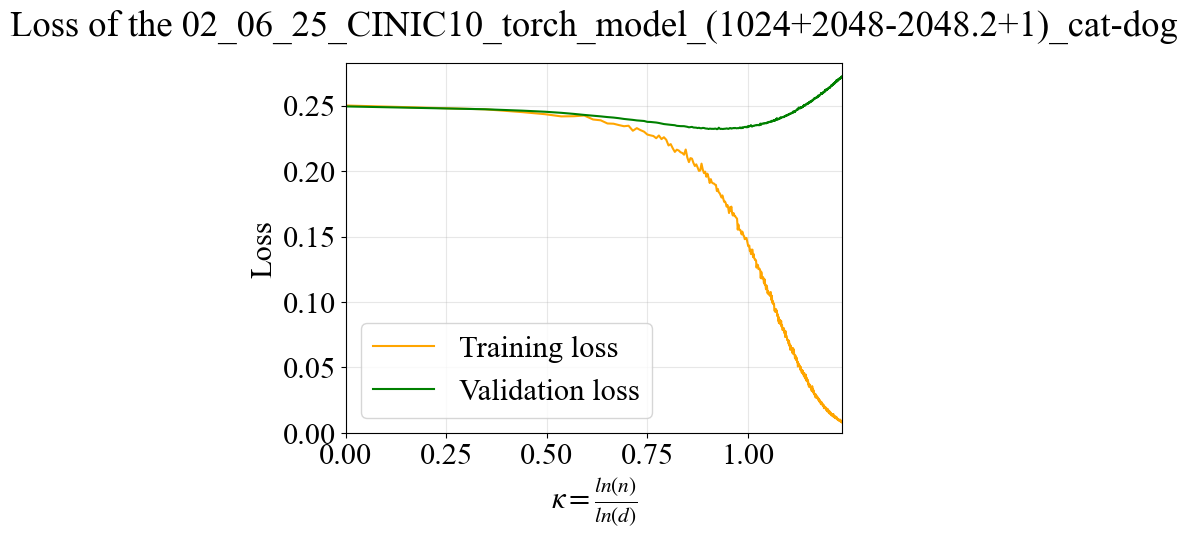 Loss of the 02_06_25_CINIC10_torch_model_(1024+2048-2048.2+1)_cat-dog
0.25
0.20
0.15
0.10
0.05
0.00
Loss
Training loss
Validation loss
0.00 0.25 0.50 0.75 1.00
κ = ln(n)/ln(d)